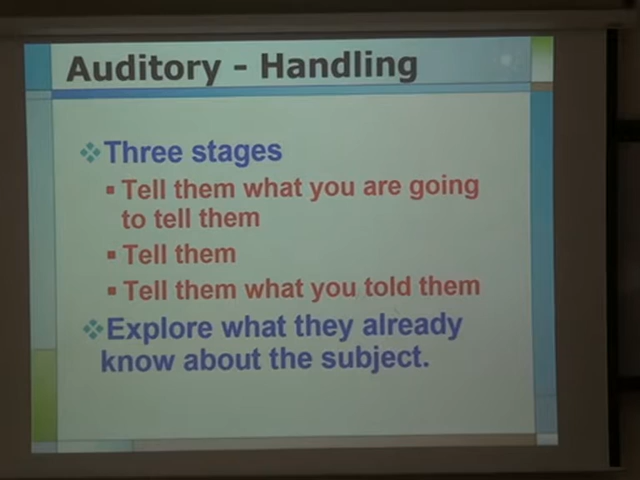 Auditory - Handling
Three stages
Tell them what you are going
to tell them
Tell them
Tell them what you told them
Explore what they already
know about the subject.